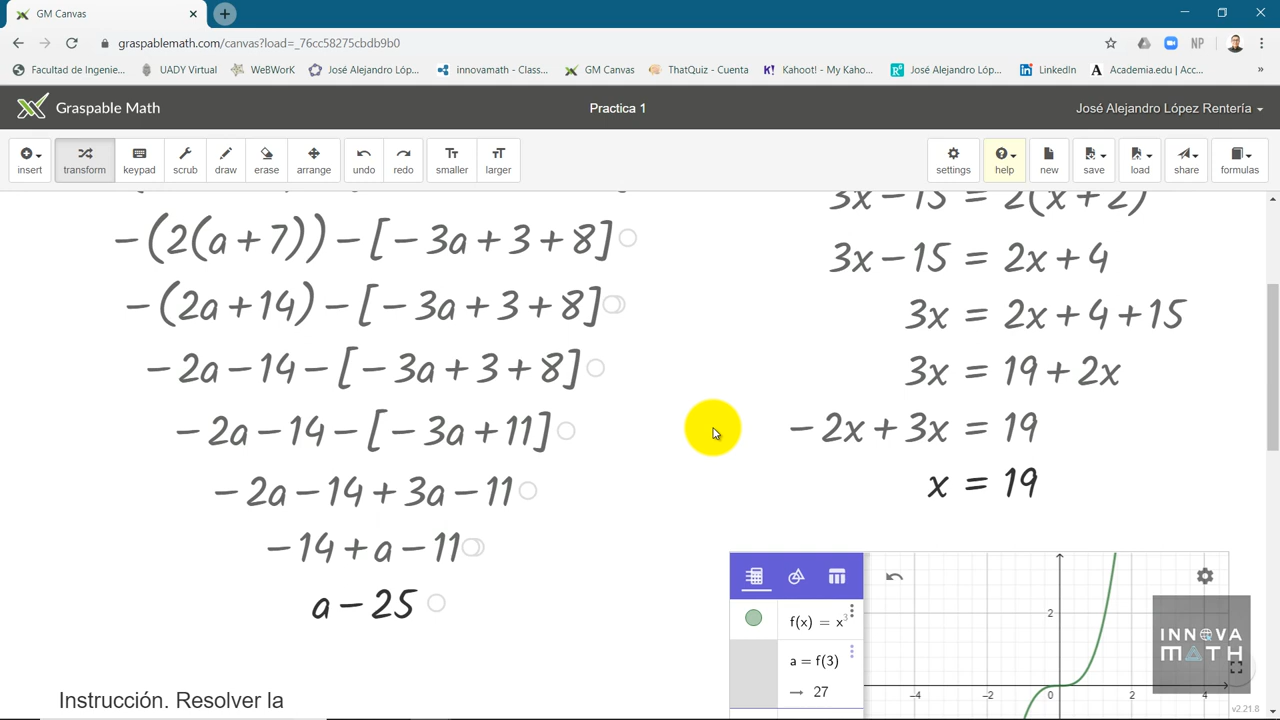 GM Canvas
graspablemath.com/canvas?load=_76cc58275cbdb9b0
NP
Facultad de Ingenie...
UADY Virtual
WeBWorK
José Alejandro Lóp...
innovamath - Class...
GM Canvas
ThatQuiz - Cuenta
Kahoot! - My Kaho...
José Alejandro Lóp...
LinkedIn
Academia.edu | Acc...
»
Graspable Math
Practica 1
José Alejandro López Rentería
insert
transform
keypad
scrub
draw
erase
arrange
undo
redo
smaller
larger
settings
help
new
save
load
share
formulas
−(2(a+7))−[−3a+3+8]
−(2a+14)−[−3a+3+8]
−2a−14−[−3a+3+8]
−2a−14−[−3a+11]
−2a−14+3a−11
−14+a−11
a−25
3x−15 = 2(x+2)
3x−15 = 2x+4
3x = 2x+4+15
3x = 19+2x
−2x+3x = 19
x = 19
Instrucción. Resolver la
f(x) = x³
a = f(3)
→ 27
2
−4 −2 0 2 4
INNOVA
MATH
v2.21.8